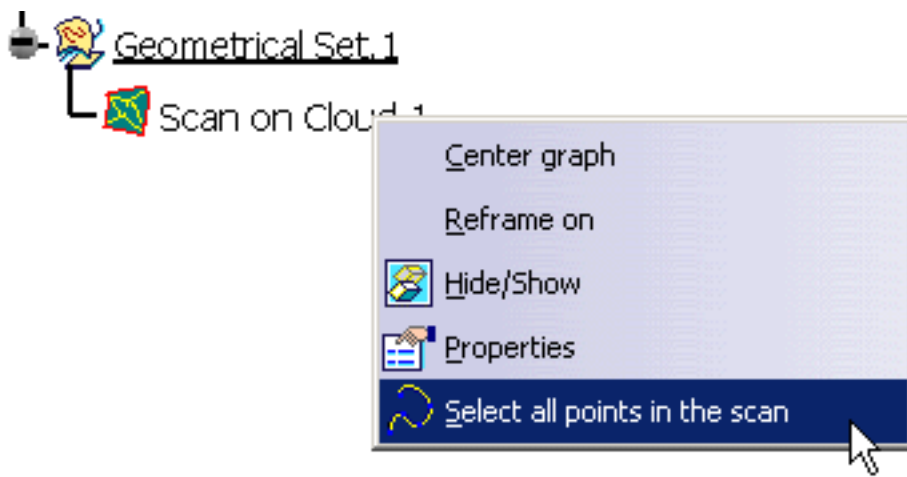 Geometrical Set.1
Scan on Cloud.1
Center graph
Reframe on
Hide/Show
Properties
Select all points in the scan